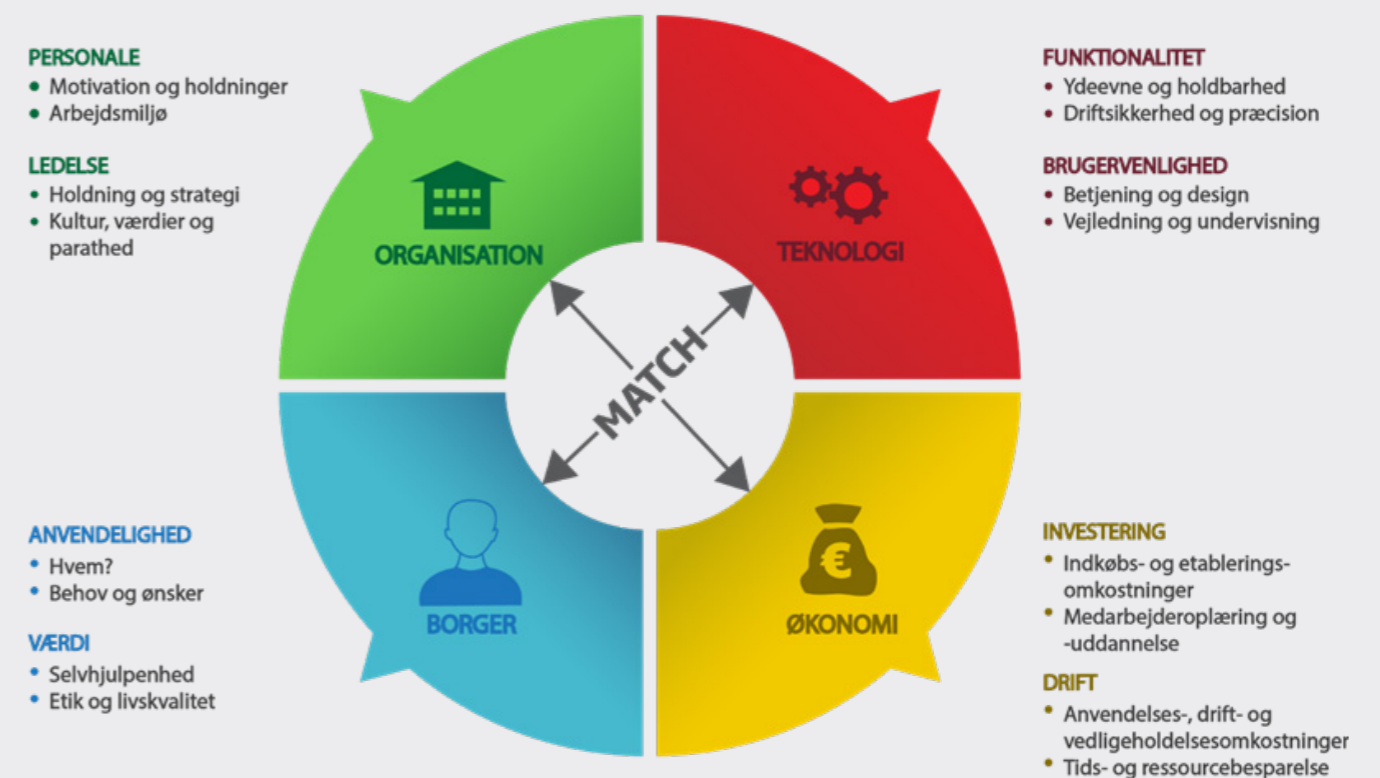 PERSONALE
• Motivation og holdninger
• Arbejdsmiljø
LEDELSE
• Holdning og strategi
• Kultur, værdier og
parathed
ORGANISATION
TEKNOLOGI
FUNKTIONALITET
• Ydeevne og holdbarhed
• Driftsikkerhed og præcision
BRUGERVENLIGHED
• Betjening og design
• Vejledning og undervisning
MATCH
ANVENDELIGHED
• Hvem?
• Behov og ønsker
VÆRDI
• Selvhjulpenhed
• Etik og livskvalitet
BORGER
€
ØKONOMI
INVESTERING
• Indkøbs- og etablerings-
omkostninger
• Medarbejderoplæring og
-uddannelse
DRIFT
• Anvendelses-, drift- og
vedligeholdelsesomkostninger
• Tids- og ressourcebesparelse